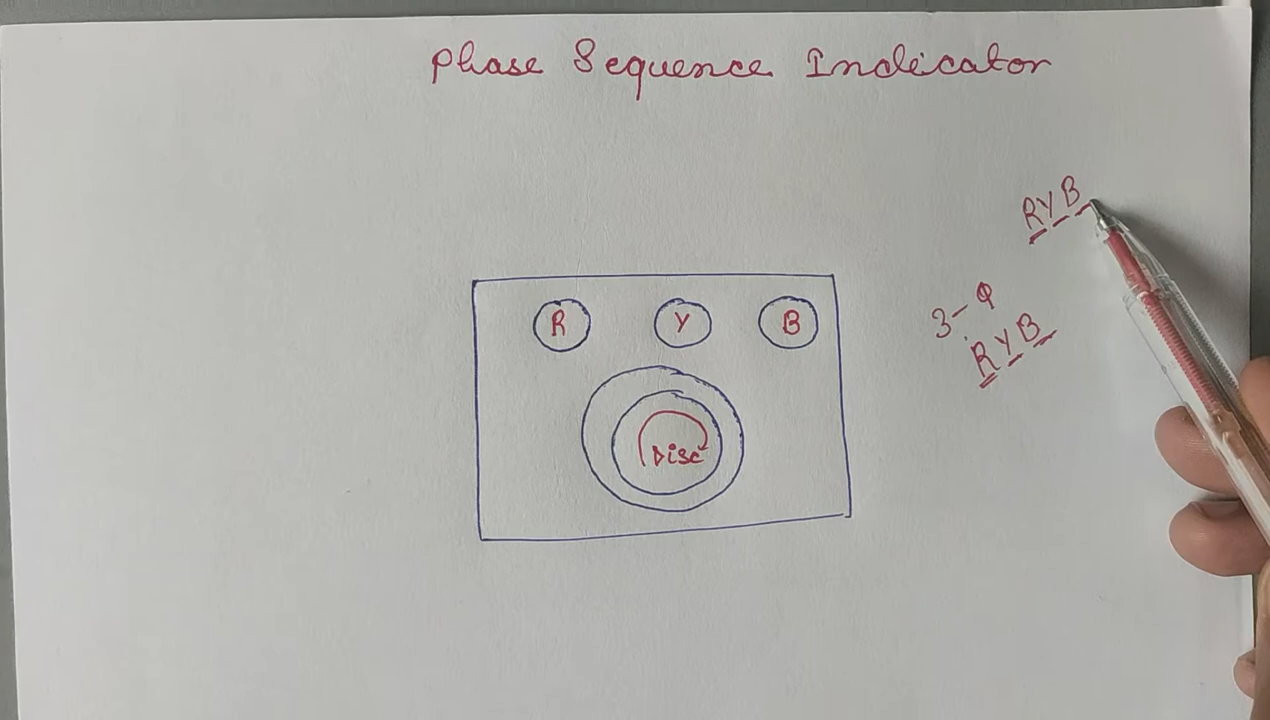 Phase Sequence Indicator
RYB
3-φ
RYB
R Y B
Disc